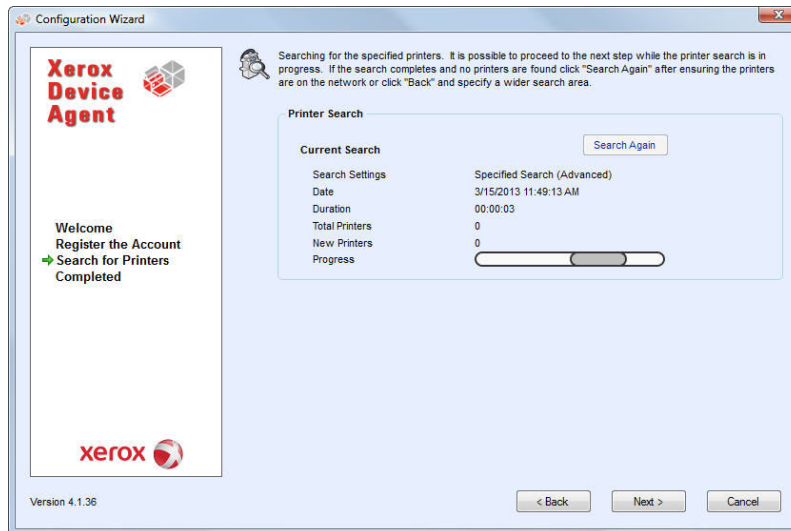 Configuration Wizard
Xerox
Device
Agent
Searching for the specified printers. It is possible to proceed to the next step while the printer search is in
progress. If the search completes and no printers are found click "Search Again" after ensuring the printers
are on the network or click "Back" and specify a wider search area.
Printer Search
Current Search
Search Again
Search Settings Specified Search (Advanced)
Date 3/15/2013 11:49:13 AM
Duration 00:00:03
Total Printers 0
New Printers 0
Progress
Welcome
Register the Account
Search for Printers
Completed
xerox
Version 4.1.36
< Back
Next >
Cancel